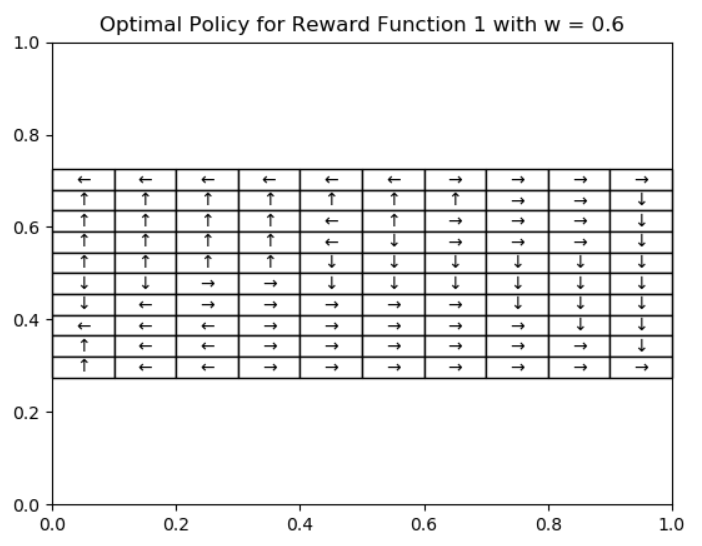 Optimal Policy for Reward Function 1 with w = 0.6
1.0
0.8
← ← ← ← ← ← → → → →
↑ ↑ ↑ ↑ ↑ ↑ ↑ → → ↓
0.6
↑ ↑ ↑ ↑ ← ↑ → → → ↓
↑ ↑ ↑ ↑ ← ↓ → → → ↓
↑ ↑ ↑ ↑ ↓ ↓ ↓ ↓ ↓ ↓
↓ ↓ → → ↓ ↓ ↓ ↓ ↓ ↓
↓ ← → → → → → ↓ ↓ ↓
0.4
← ← ← → → → → → ↓ ↓
↑ ← ← → → → → → → ↓
↑ ← ← → → → → → → →
0.2
0.0
0.0 0.2 0.4 0.6 0.8 1.0